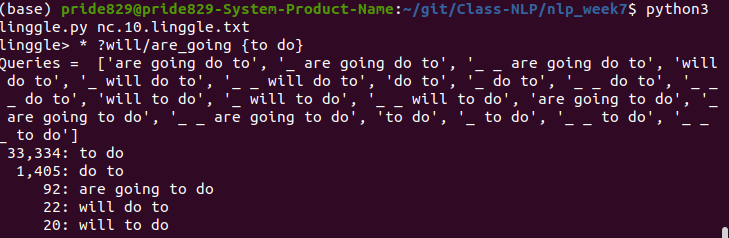 (base) pride829@pride829-System-Product-Name:~/git/Class-NLP/nlp_week7$ python3
linggle.py nc.10.linggle.txt
linggle> * ?will/are_going {to do}
Queries =  ['are going do to', '_ are going do to', '_ _ are going do to', 'will
 do to', '_ will do to', '_ _ will do to', 'do to', '_ do to', '_ _ do to', '_ _
 _ do to', 'will to do', '_ will to do', '_ _ will to do', 'are going to do', '_
 are going to do', '_ _ are going to do', 'to do', '_ to do', '_ _ to do', '_ _
_ to do']
 33,334: to do
  1,405: do to
     92: are going to do
     22: will do to
     20: will to do